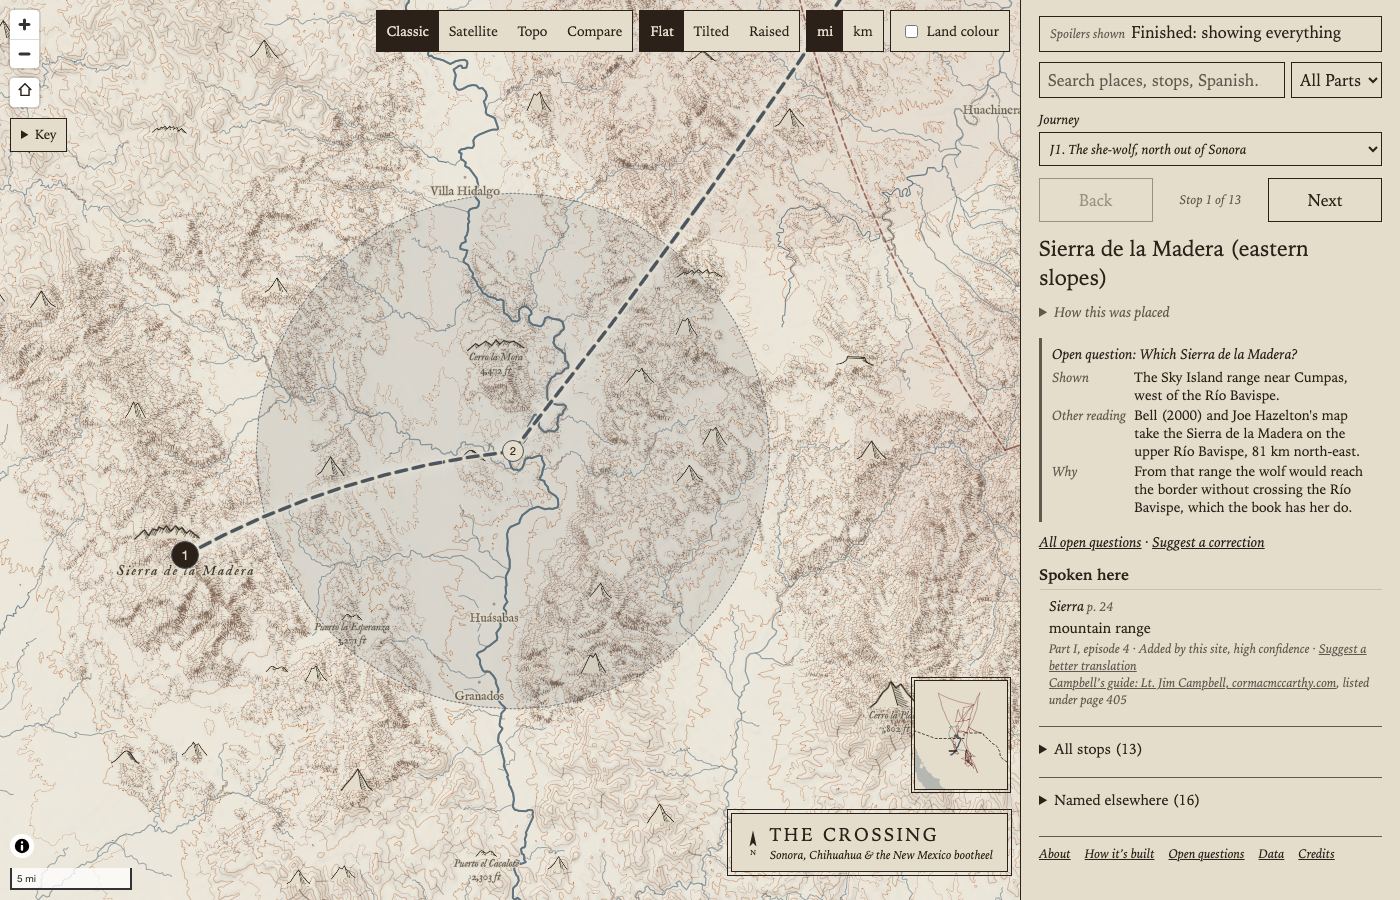 Classic Satellite Topo Compare Flat Tilted Raised mi km Land colour
Key
Villa Hidalgo
Cerro la Mora
4,472 ft
2
1
Sierra de la Madera
Puerto la Esperanza
3,271 ft
Huásabas
Granados
Puerto el Cacalote
2,303 ft
Huachinera
5 mi
N
THE CROSSING
Sonora, Chihuahua & the New Mexico bootheel
Spoilers shown Finished: showing everything
Search places, stops, Spanish.
All Parts
Journey
J1. The she-wolf, north out of Sonora
Back
Stop 1 of 13
Next
Sierra de la Madera (eastern
slopes)
How this was placed
Open question: Which Sierra de la Madera?
Shown The Sky Island range near Cumpas,
west of the Río Bavispe.
Other reading Bell (2000) and Joe Hazelton's map
take the Sierra de la Madera on the
upper Río Bavispe, 81 km north-east.
Why From that range the wolf would reach
the border without crossing the Río
Bavispe, which the book has her do.
All open questions · Suggest a correction
Spoken here
Sierra p. 24
mountain range
Part I, episode 4 · Added by this site, high confidence · Suggest a
better translation
Campbell's guide: Lt. Jim Campbell, cormacmccarthy.com, listed
under page 405
All stops (13)
Named elsewhere (16)
About How it's built Open questions Data Credits